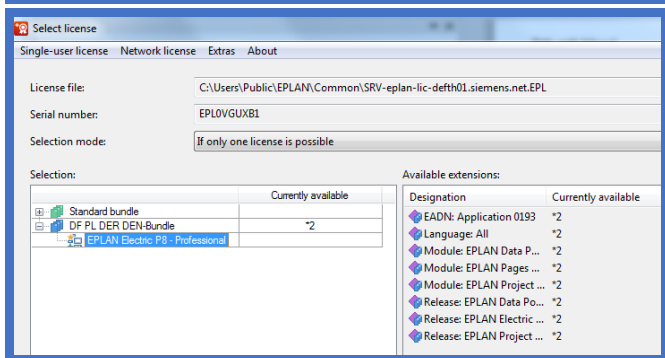 Select license
Single-user license Network license Extras About
License file: C:\Users\Public\EPLAN\Common\SRV-eplan-lic-defth01.siemens.net.EPL
Serial number: EPL0VGUXB1
Selection mode: If only one license is possible
Selection: Available extensions:
Currently available Designation Currently available
Standard bundle EADN: Application 0193 *2
DF PL DER DEN-Bundle *2 Language: All *2
EPLAN Electric P8 - Professional Module: EPLAN Data P... *2
Module: EPLAN Pages ... *2
Module: EPLAN Project ... *2
Release: EPLAN Data Po... *2
Release: EPLAN Electric ... *2
Release: EPLAN Project ... *2